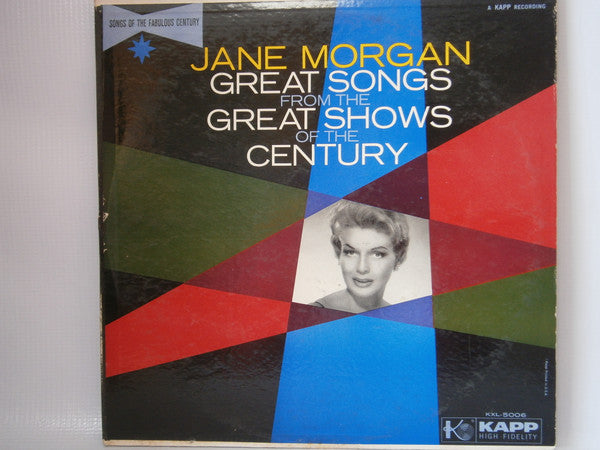 SONGS OF THE FABULOUS CENTURY
A KAPP RECORDING
JANE MORGAN
GREAT SONGS
FROM THE
GREAT SHOWS
OF THE
CENTURY
KXL-5006
K
KAPP
HIGH FIDELITY